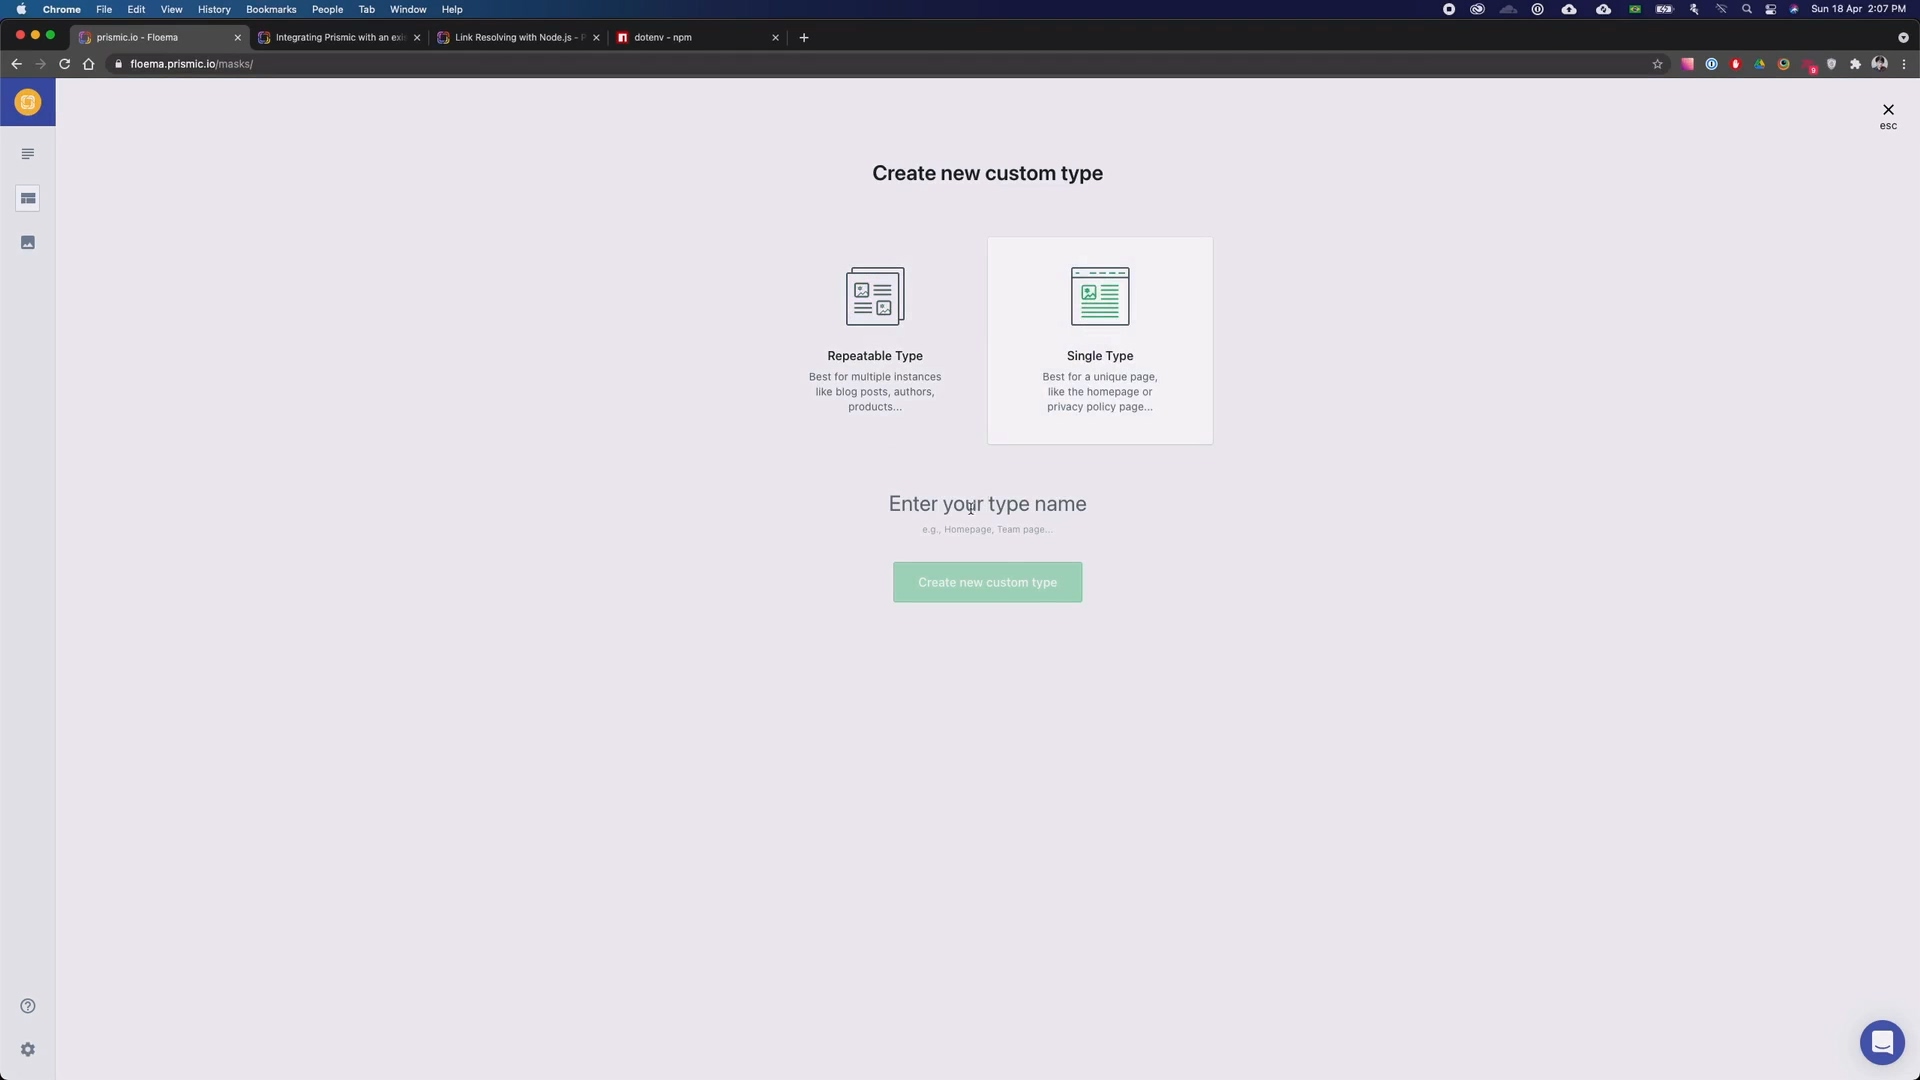 Chrome File Edit View History Bookmarks People Tab Window Help Sun 18 Apr 2:07 PM
prismic.io - Floema
Integrating Prismic with an exi
Link Resolving with Node.js - P
dotenv - npm
floema.prismic.io/masks/
9
esc
Create new custom type
Repeatable Type
Best for multiple instances
like blog posts, authors,
products...
Single Type
Best for a unique page,
like the homepage or
privacy policy page...
Enter your type name
e.g., Homepage, Team page...
Create new custom type